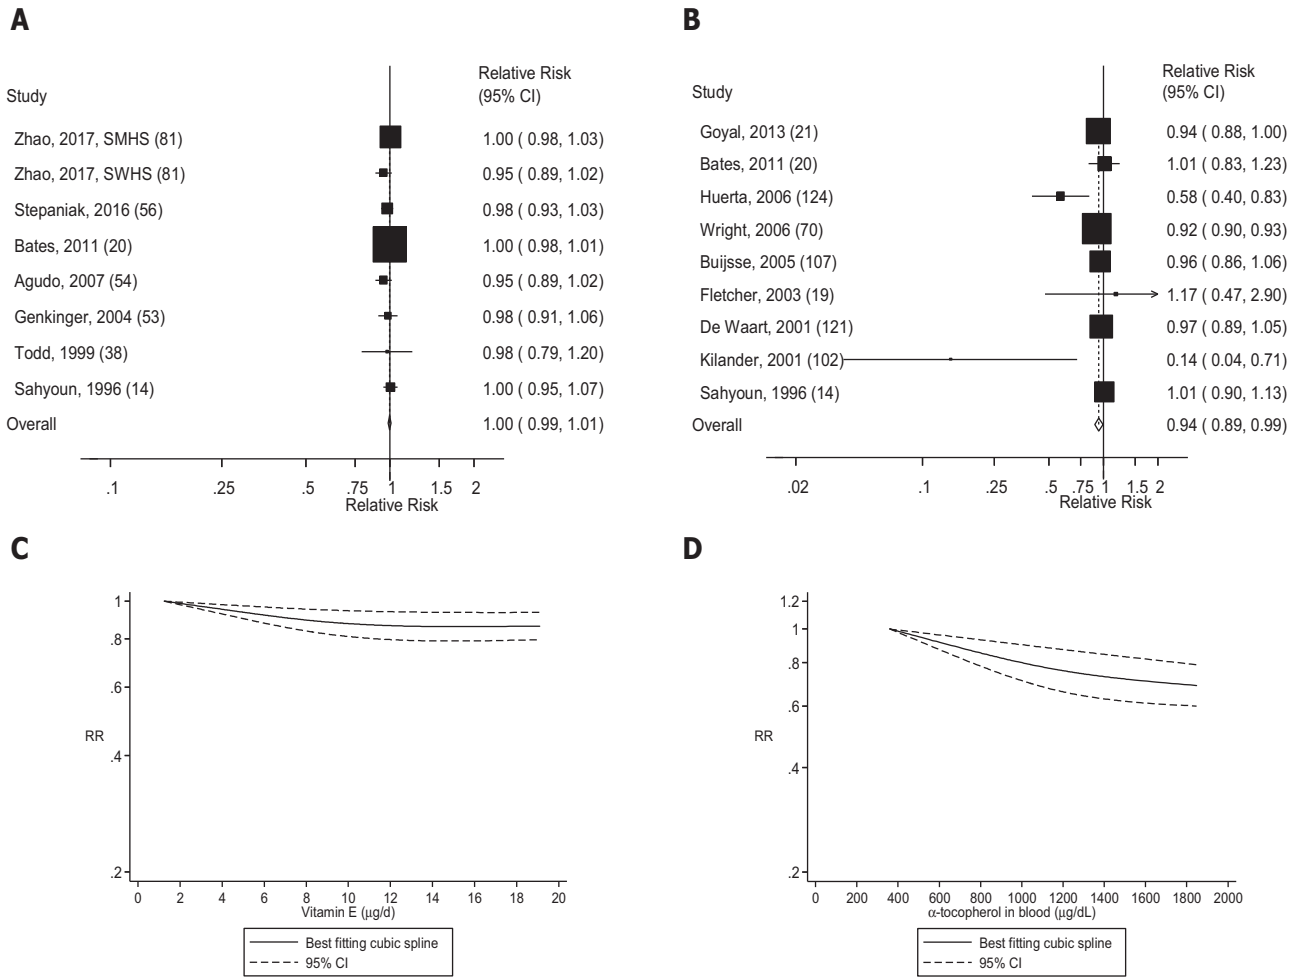 A
Relative Risk
Study
(95% CI)
Zhao, 2017, SMHS (81) 1.00 ( 0.98, 1.03)
Zhao, 2017, SWHS (81) 0.95 ( 0.89, 1.02)
Stepaniak, 2016 (56) 0.98 ( 0.93, 1.03)
Bates, 2011 (20) 1.00 ( 0.98, 1.01)
Agudo, 2007 (54) 0.95 ( 0.89, 1.02)
Genkinger, 2004 (53) 0.98 ( 0.91, 1.06)
Todd, 1999 (38) 0.98 ( 0.79, 1.20)
Sahyoun, 1996 (14) 1.00 ( 0.95, 1.07)
Overall 1.00 ( 0.99, 1.01)
.1 .25 .5 .75 1 1.5 2
Relative Risk
B
Relative Risk
Study
(95% CI)
Goyal, 2013 (21) 0.94 ( 0.88, 1.00)
Bates, 2011 (20) 1.01 ( 0.83, 1.23)
Huerta, 2006 (124) 0.58 ( 0.40, 0.83)
Wright, 2006 (70) 0.92 ( 0.90, 0.93)
Buijsse, 2005 (107) 0.96 ( 0.86, 1.06)
Fletcher, 2003 (19) 1.17 ( 0.47, 2.90)
De Waart, 2001 (121) 0.97 ( 0.89, 1.05)
Kilander, 2001 (102) 0.14 ( 0.04, 0.71)
Sahyoun, 1996 (14) 1.01 ( 0.90, 1.13)
Overall 0.94 ( 0.89, 0.99)
.02 .1 .25 .5 .75 1 1.5 2
Relative Risk
C
1
.8
.6
RR
.4
.2
0 2 4 6 8 10 12 14 16 18 20
Vitamin E (μg/d)
Best fitting cubic spline
95% CI
D
1.2
1
.8
.6
RR
.4
.2
0 200 400 600 800 1000 1200 1400 1600 1800 2000
α-tocopherol in blood (μg/dL)
Best fitting cubic spline
95% CI